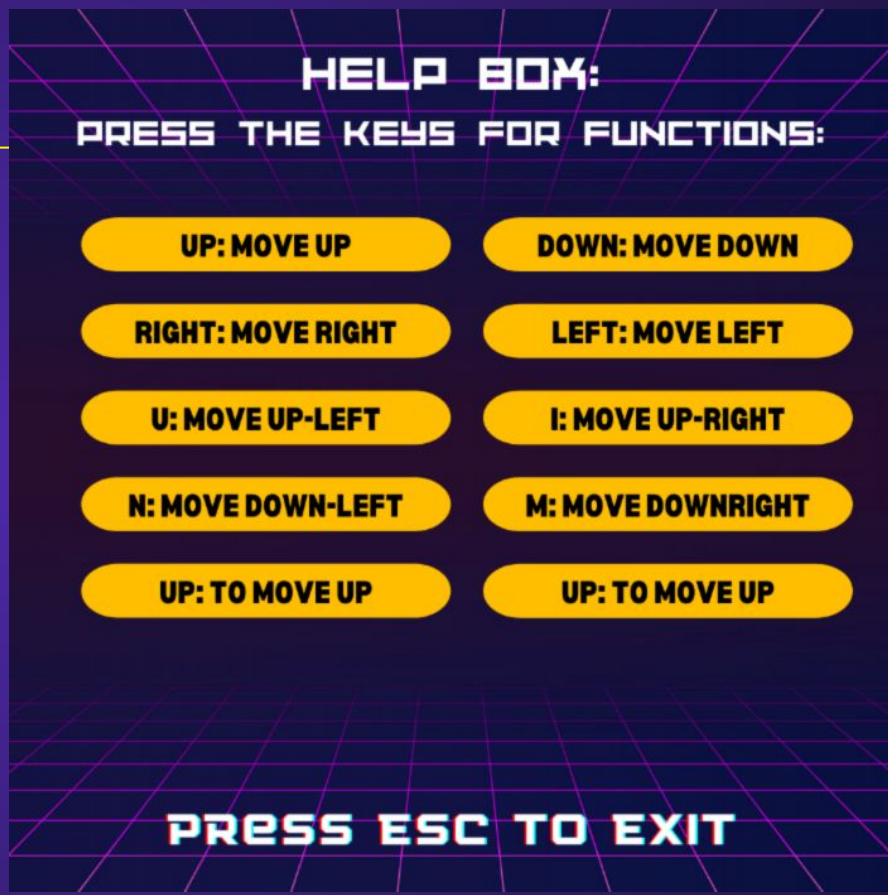 HELP BOX:
PRESS THE KEYS FOR FUNCTIONS:
UP: MOVE UP
DOWN: MOVE DOWN
RIGHT: MOVE RIGHT
LEFT: MOVE LEFT
U: MOVE UP-LEFT
I: MOVE UP-RIGHT
N: MOVE DOWN-LEFT
M: MOVE DOWNRIGHT
UP: TO MOVE UP
UP: TO MOVE UP
PRESS ESC TO EXIT